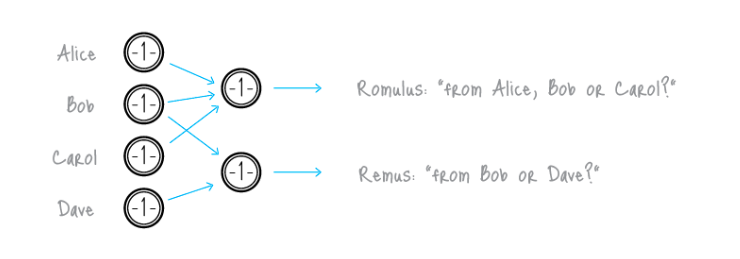 Alice -1-
Bob -1-
Carol -1-
Dave -1-
-1- Romulus: "from Alice, Bob or Carol?"
-1- Remus: "from Bob or Dave?"